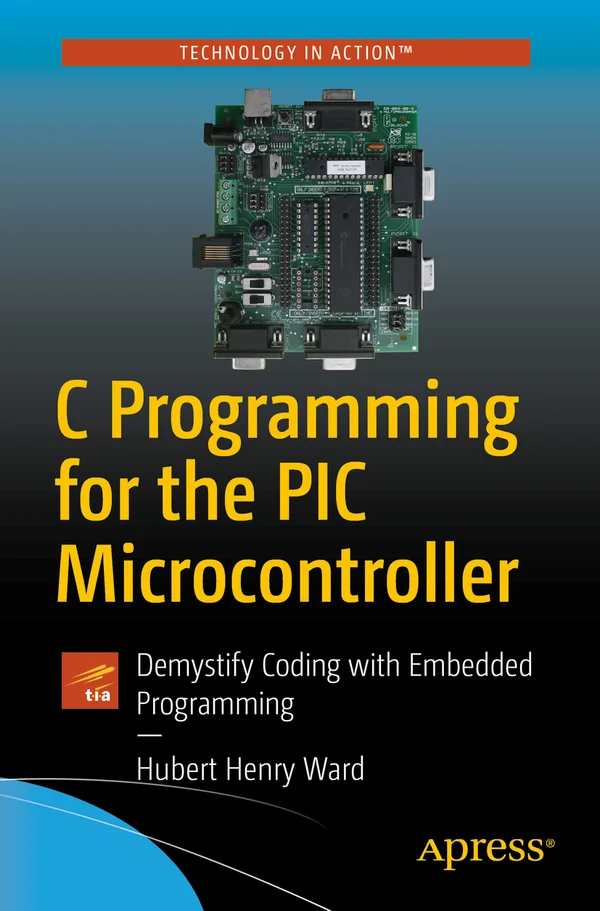 TECHNOLOGY IN ACTION™
C Programming
for the PIC
Microcontroller
t·i·a
Demystify Coding with Embedded
Programming
—
Hubert Henry Ward
Apress®